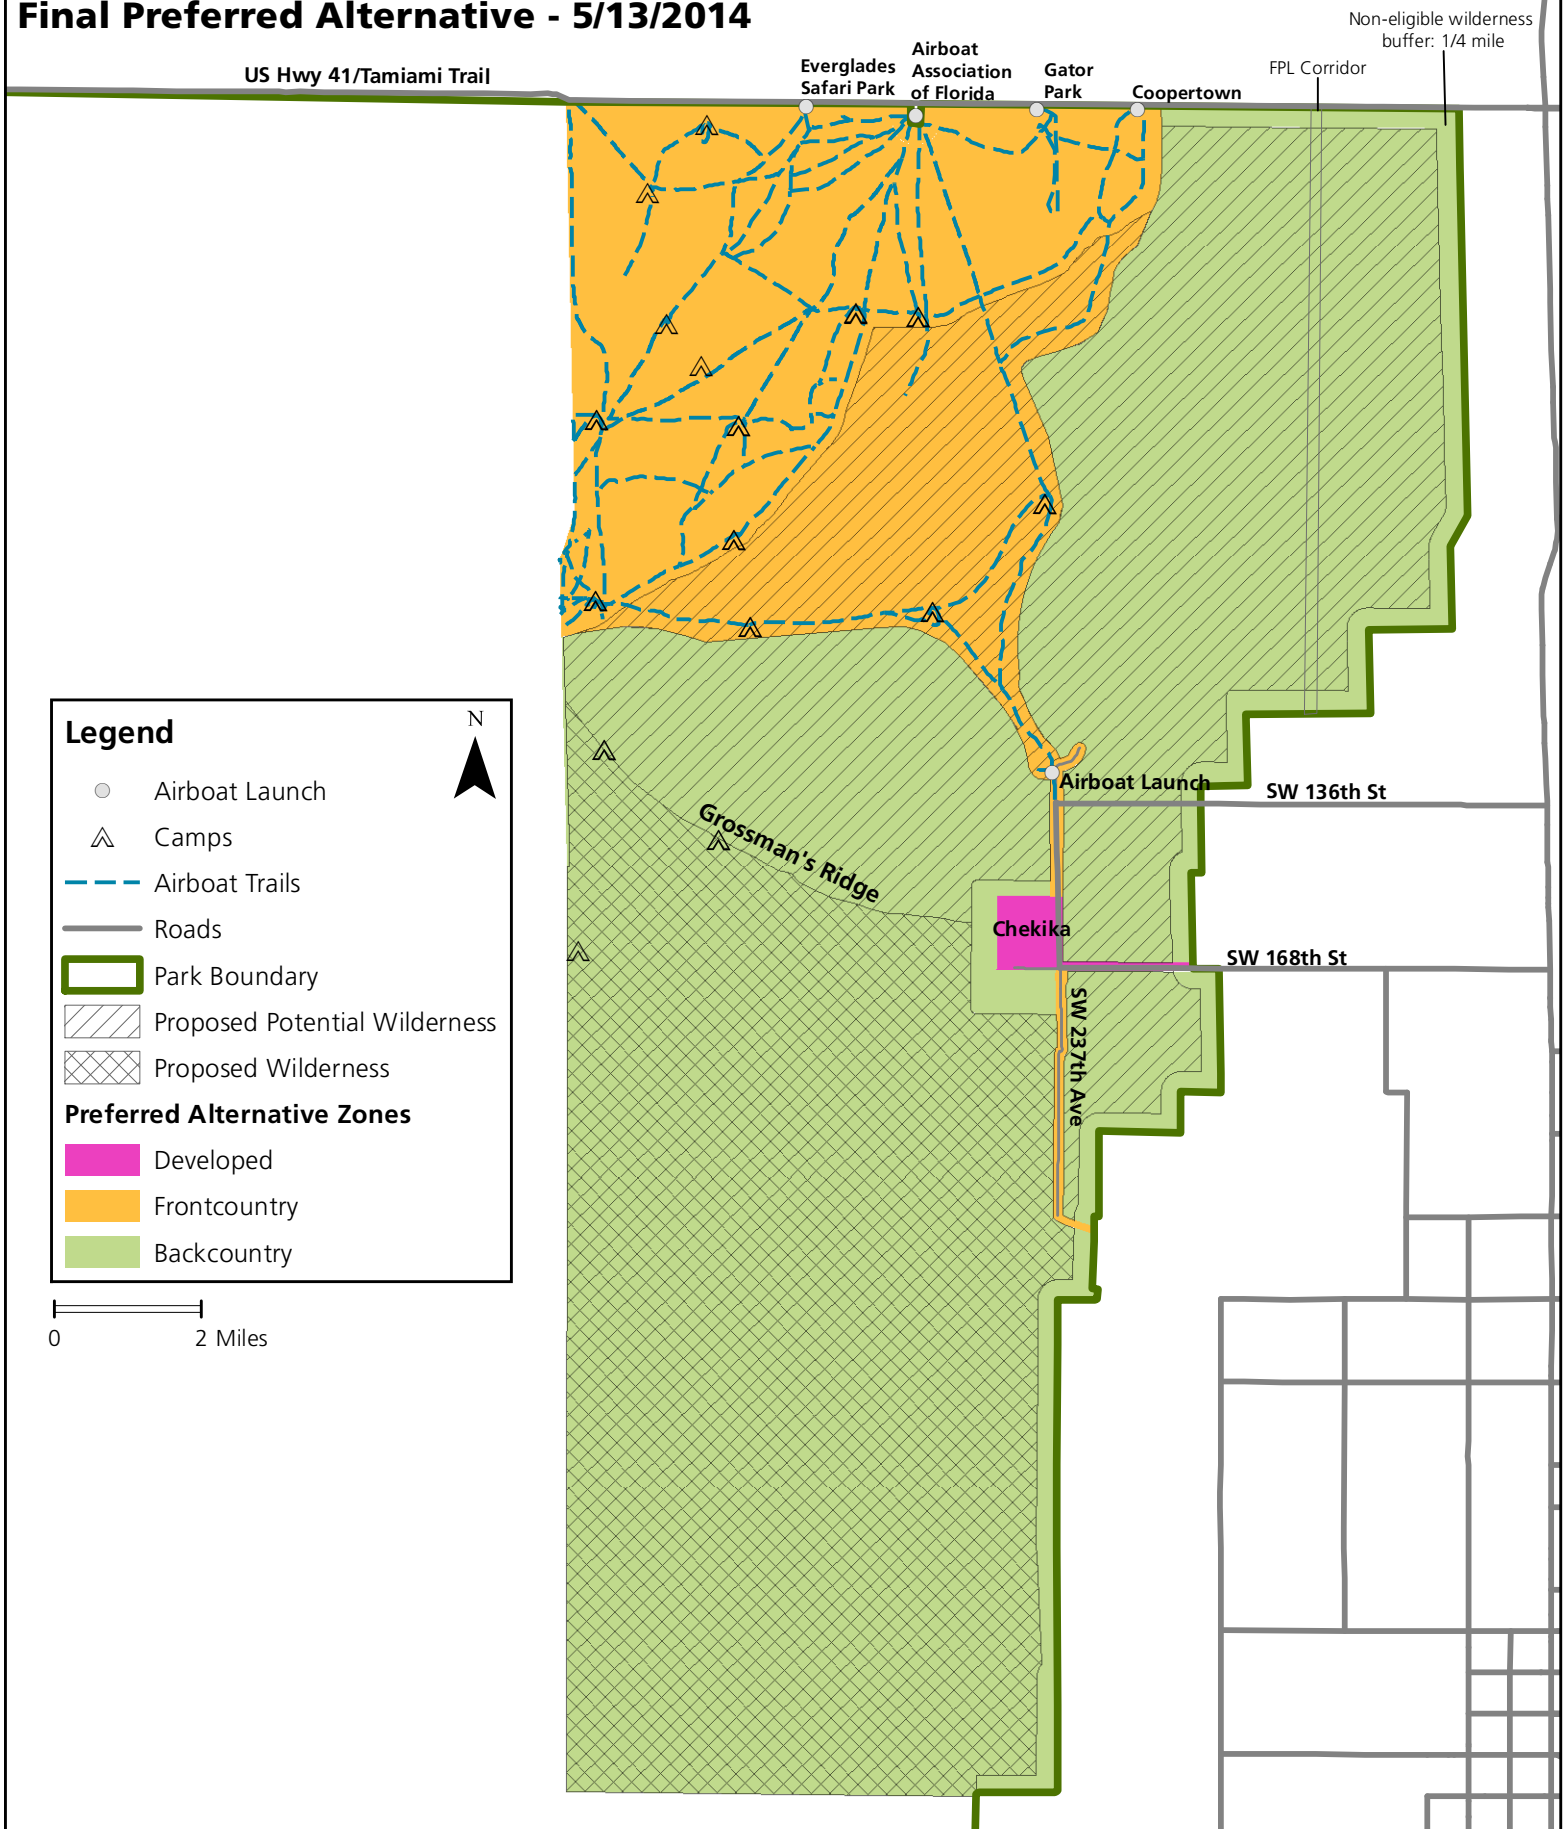 Final Preferred Alternative - 5/13/2014
Non-eligible wilderness
buffer: 1/4 mile
US Hwy 41/Tamiami Trail
Everglades
Safari Park
Airboat
Association
of Florida
Gator
Park
Coopertown
FPL Corridor
Legend
N
Airboat Launch
Camps
Airboat Trails
Roads
Park Boundary
Proposed Potential Wilderness
Proposed Wilderness
Preferred Alternative Zones
Developed
Frontcountry
Backcountry
0
2 Miles
Airboat Launch
SW 136th St
Grossman's Ridge
Chekika
SW 168th St
SW 237th Ave